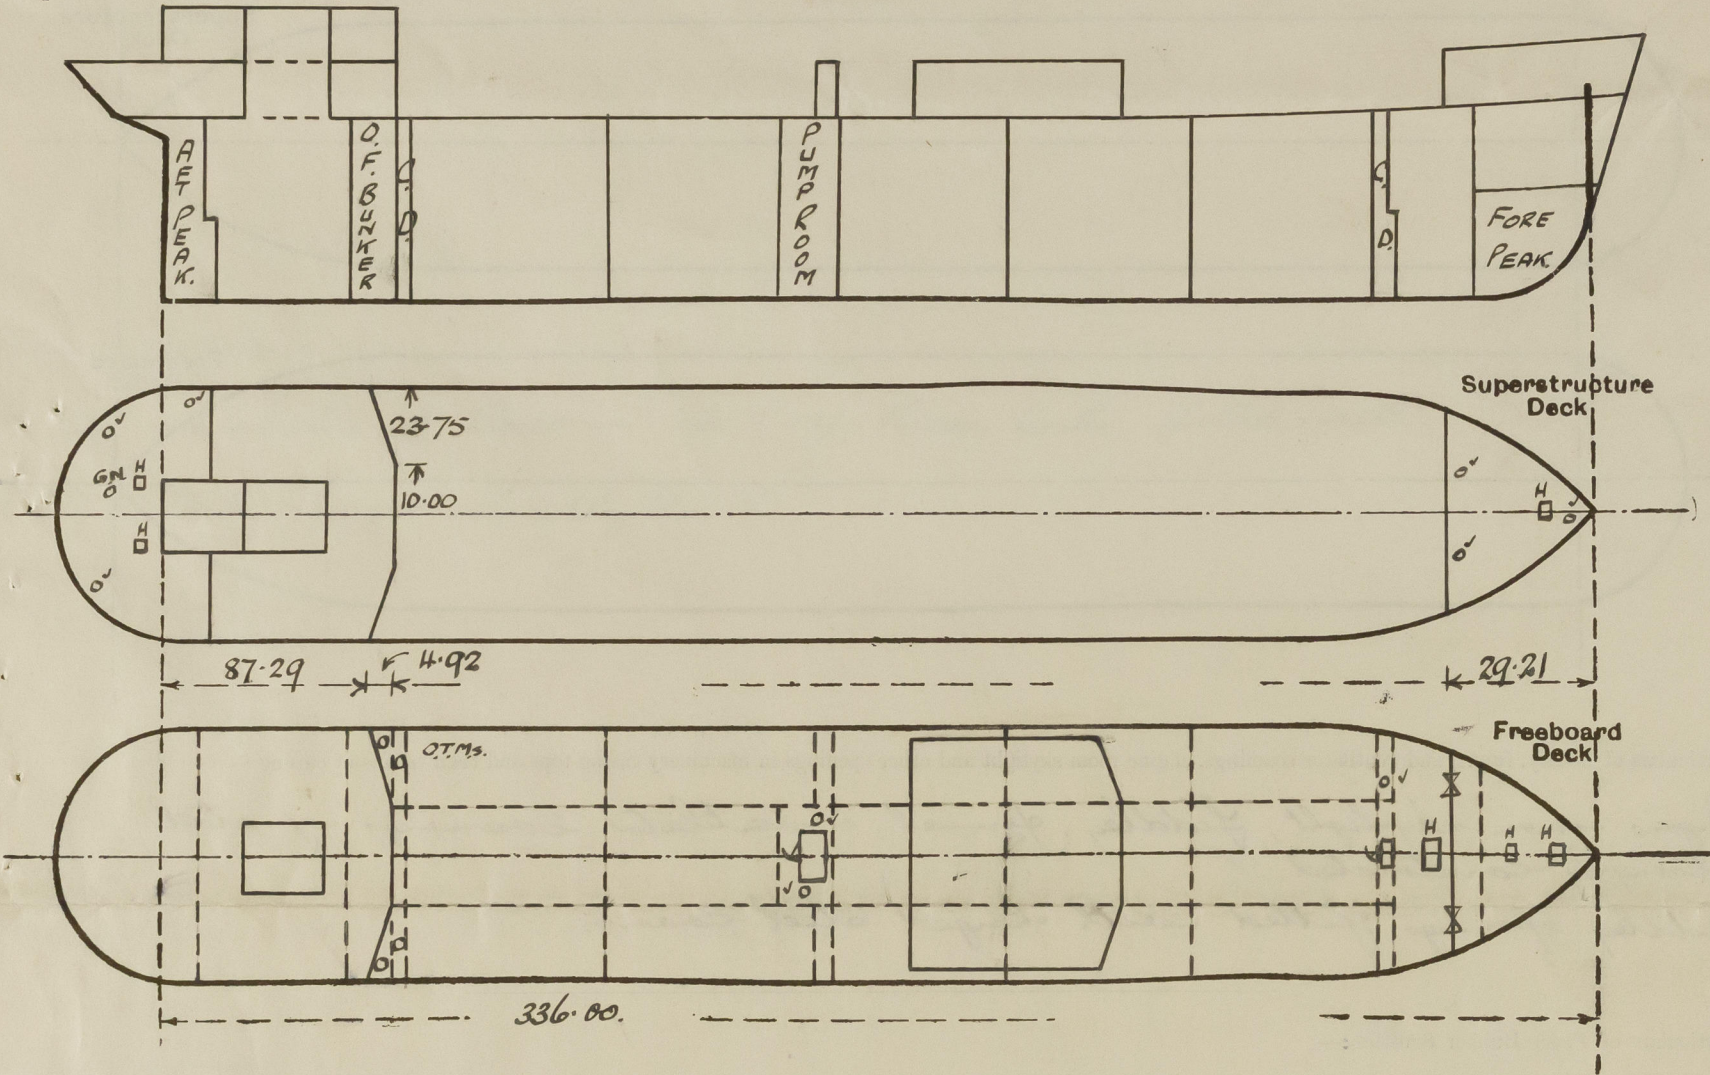 AFT PEAK.
O.F. BUNKER
C. D.
PUMP ROOM
C. D.
FORE
PEAK.
Superstructure
Deck
23.75
GN H
10.00
H
H
87.29
4.92
29.21
Freeboard
Deck
O.T.Ms.
H
H
H
336.00.